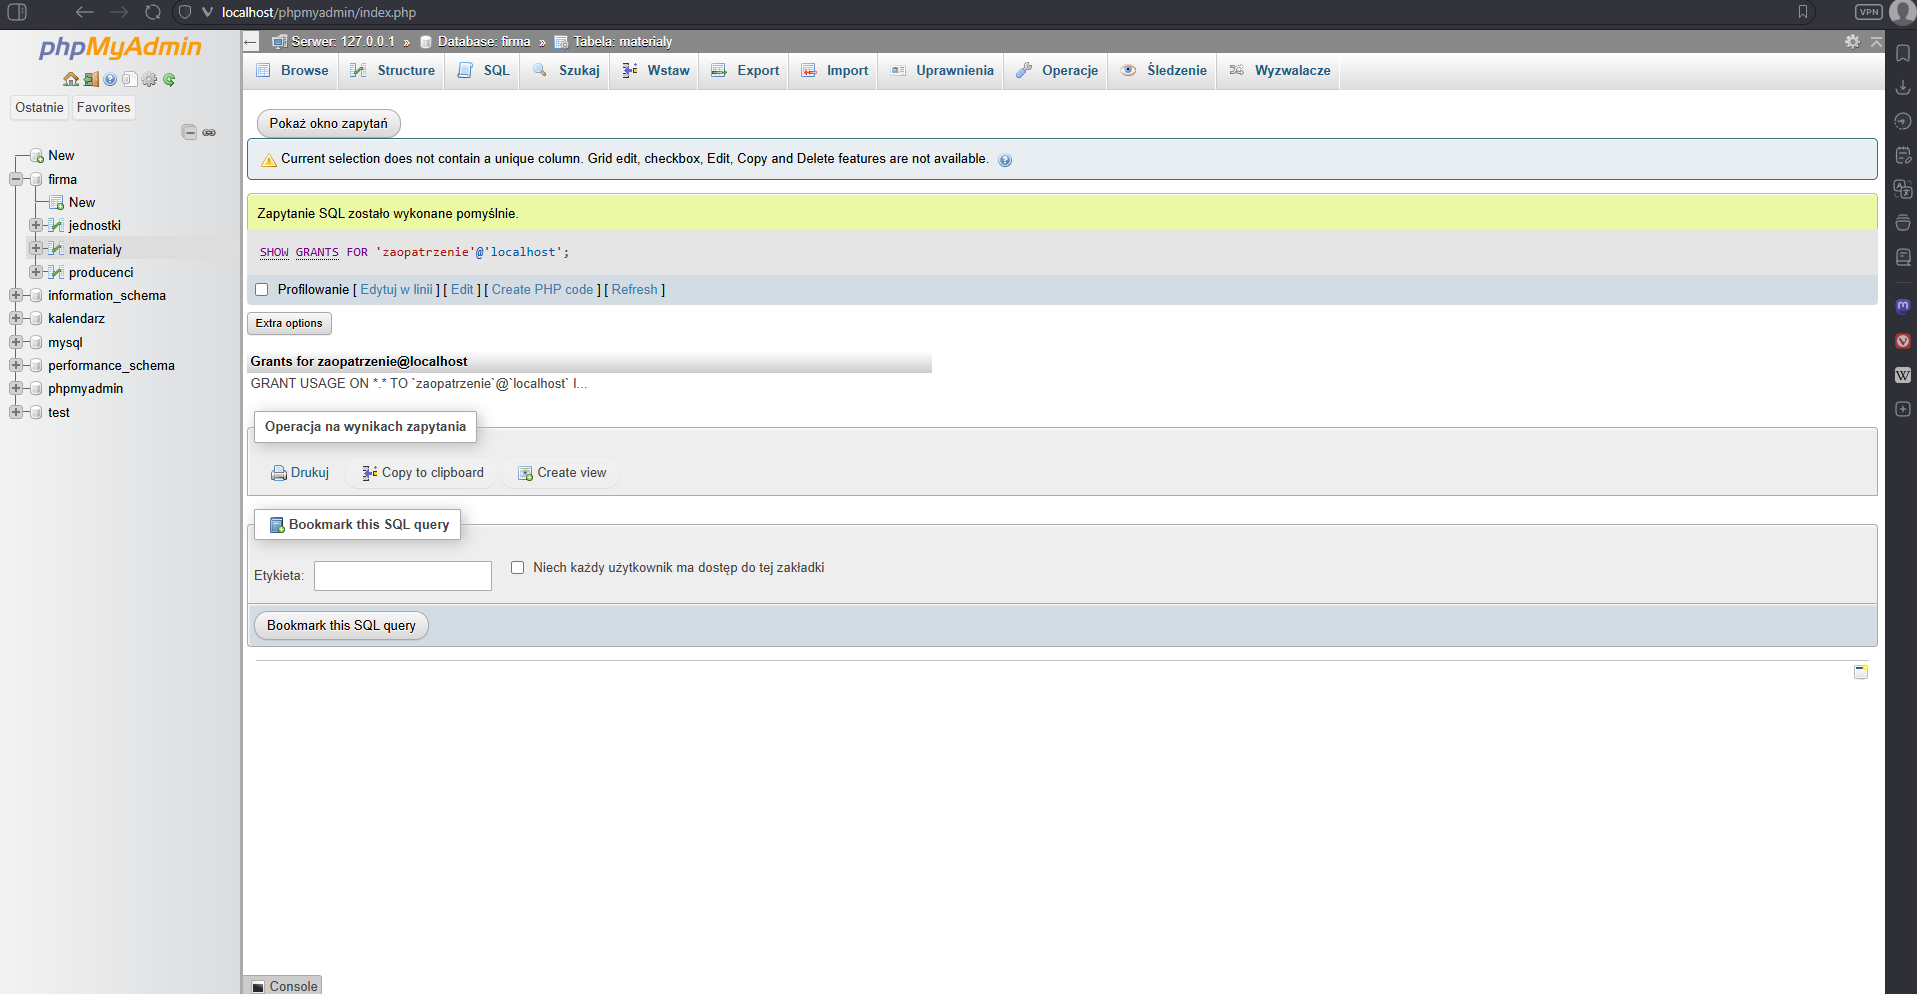 localhost/phpmyadmin/index.php
VPN
phpMyAdmin
Ostatnie
Favorites
New
firma
New
jednostki
materialy
producenci
information_schema
kalendarz
mysql
performance_schema
phpmyadmin
test
Serwer: 127.0.0.1 » Database: firma » Tabela: materialy
Browse
Structure
SQL
Szukaj
Wstaw
Export
Import
Uprawnienia
Operacje
Śledzenie
Wyzwalacze
Pokaż okno zapytań
Current selection does not contain a unique column. Grid edit, checkbox, Edit, Copy and Delete features are not available.
Zapytanie SQL zostało wykonane pomyślnie.
SHOW GRANTS FOR 'zaopatrzenie'@'localhost';
Profilowanie [ Edytuj w linii ] [ Edit ] [ Create PHP code ] [ Refresh ]
Extra options
Grants for zaopatrzenie@localhost
GRANT USAGE ON *.* TO `zaopatrzenie`@`localhost` I...
Operacja na wynikach zapytania
Drukuj
Copy to clipboard
Create view
Bookmark this SQL query
Etykieta:
Niech każdy użytkownik ma dostęp do tej zakładki
Bookmark this SQL query
Console